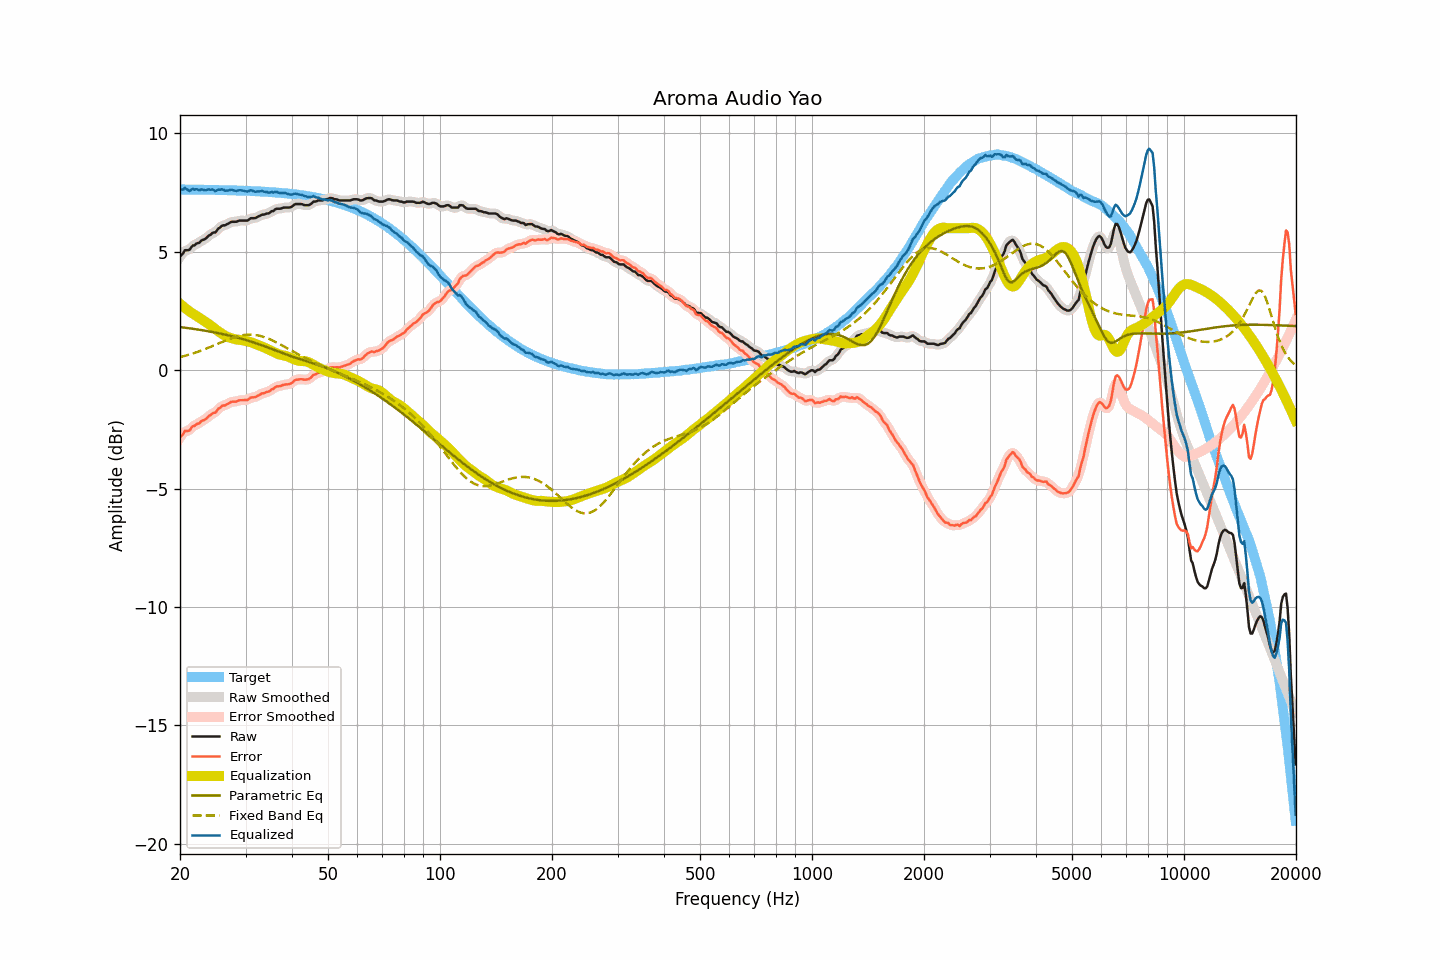 Aroma Audio Yao
10
5
0
−5
−10
−15
−20
Amplitude (dBr)
Target
Raw Smoothed
Error Smoothed
Raw
Error
Equalization
Parametric Eq
Fixed Band Eq
Equalized
20 50 100 200 500 1000 2000 5000 10000 20000
Frequency (Hz)